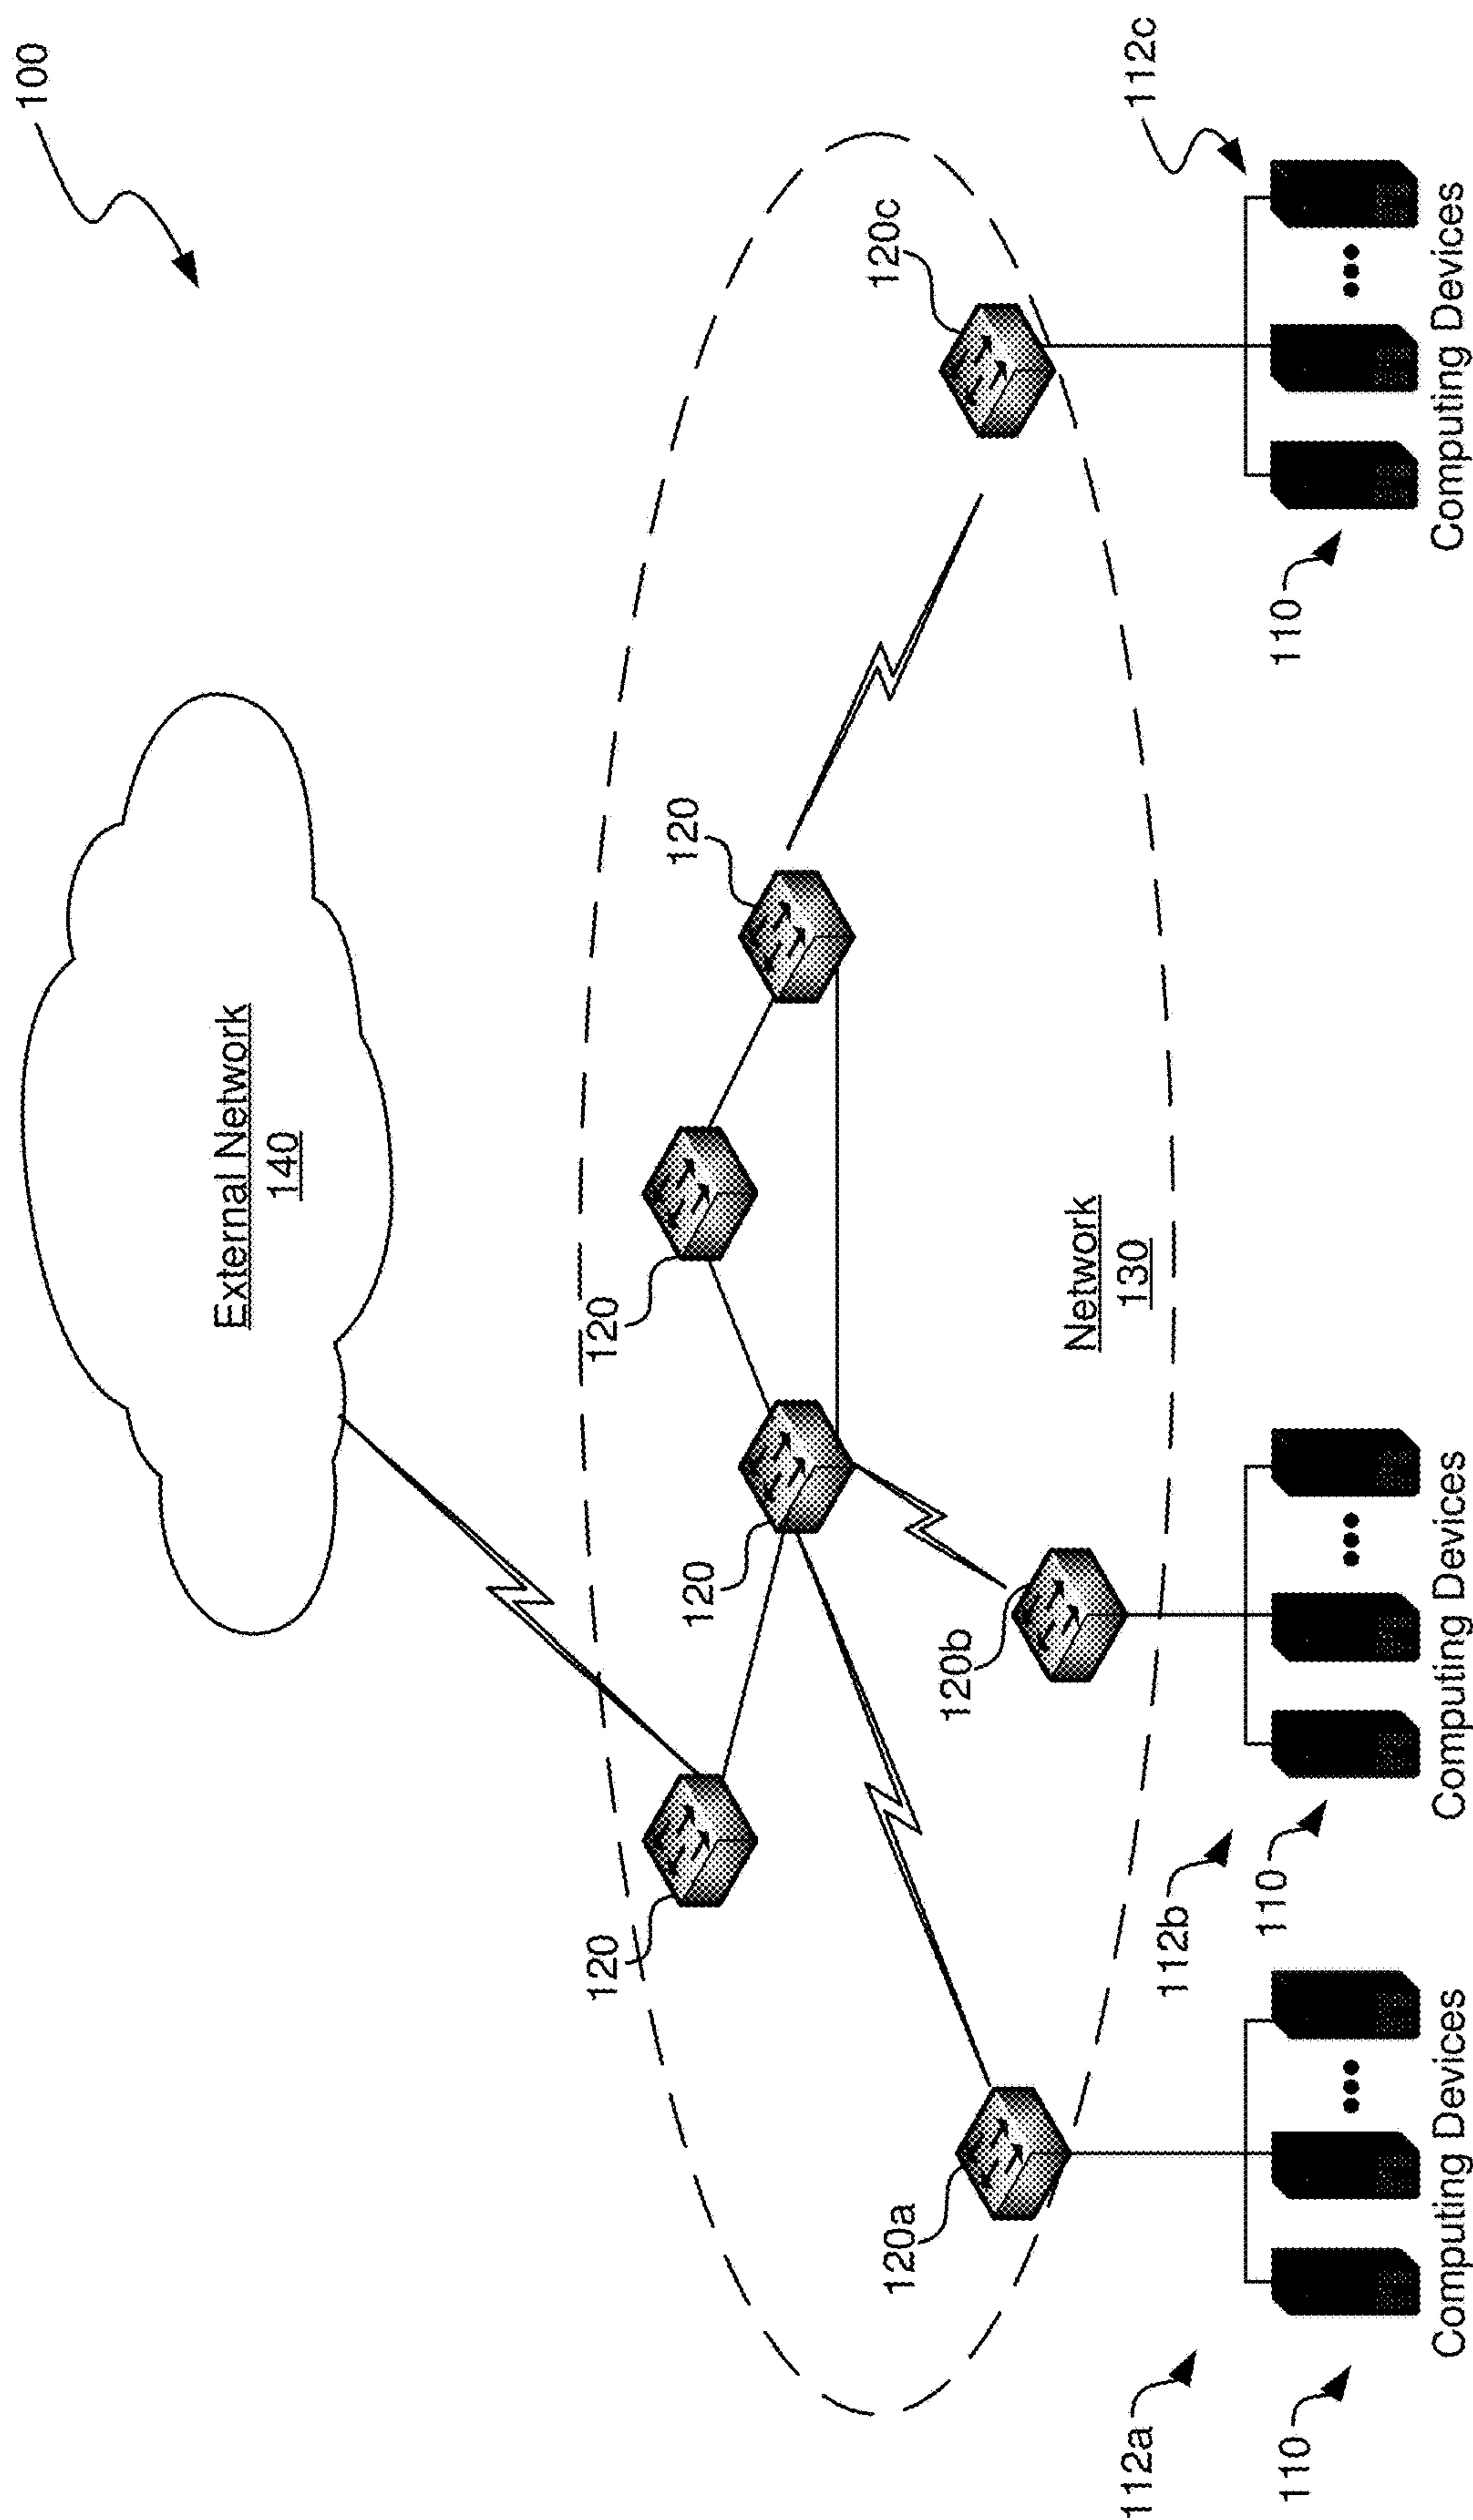 100
External Network
140
120
120
120
120
120a
120b
120c
Network
130
112a
112b
112c
110
110
110
Computing Devices
Computing Devices
Computing Devices